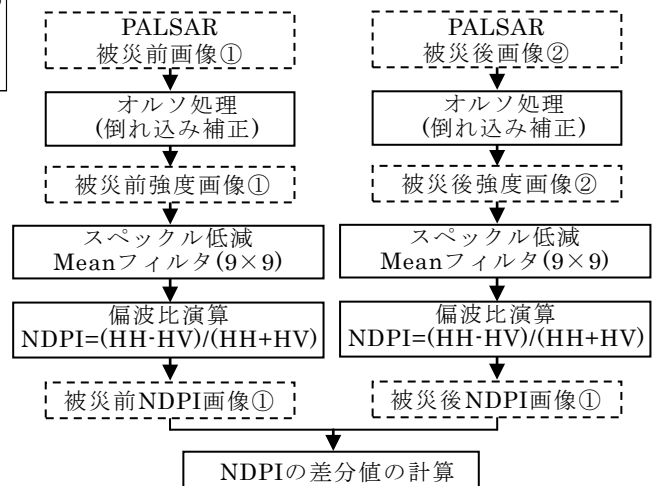 PALSAR
被災前画像①
オルソ処理
(倒れ込み補正)
被災前強度画像①
スペックル低減
Meanフィルタ(9×9)
偏波比演算
NDPI=(HH-HV)/(HH+HV)
被災前NDPI画像①
PALSAR
被災後画像②
オルソ処理
(倒れ込み補正)
被災後強度画像②
スペックル低減
Meanフィルタ(9×9)
偏波比演算
NDPI=(HH-HV)/(HH+HV)
被災後NDPI画像①
NDPIの差分値の計算